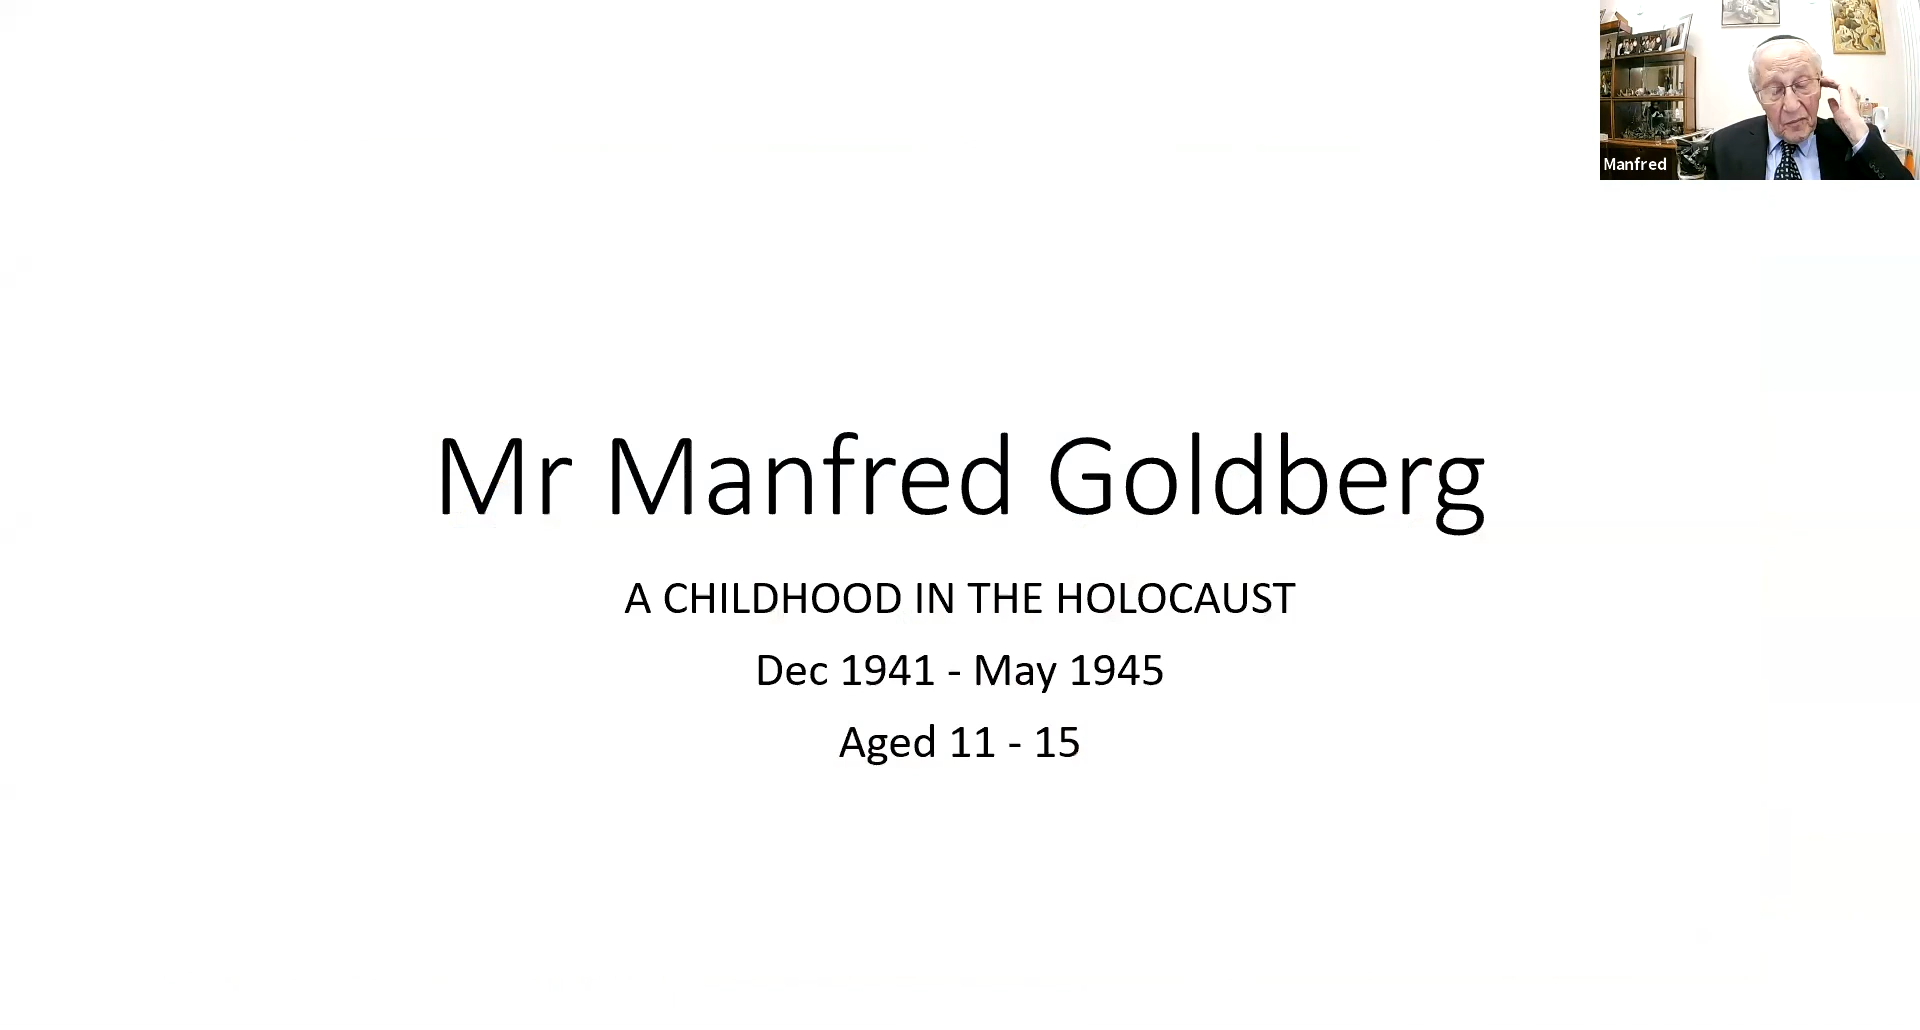 Manfred
Mr Manfred Goldberg
A CHILDHOOD IN THE HOLOCAUST
Dec 1941 - May 1945
Aged 11 - 15